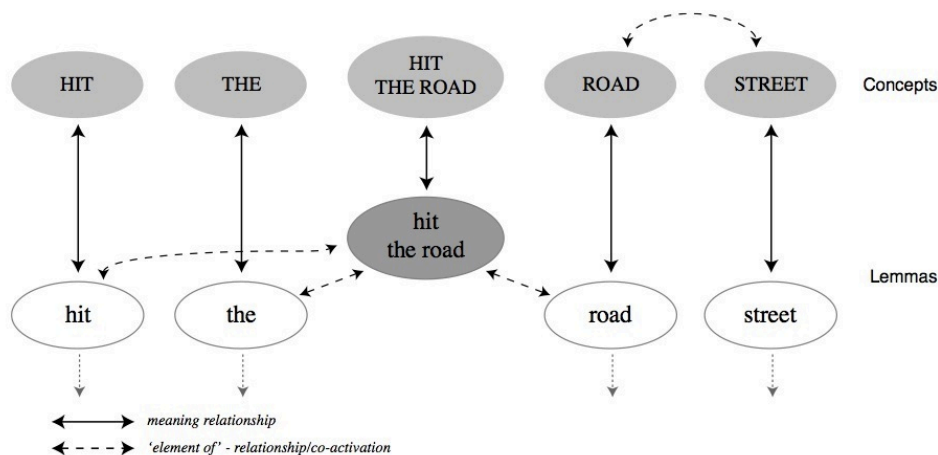 HIT
THE
HIT
THE ROAD
ROAD
STREET
Concepts
hit
the road
Lemmas
hit
the
road
street
meaning relationship
‘element of’ - relationship/co-activation